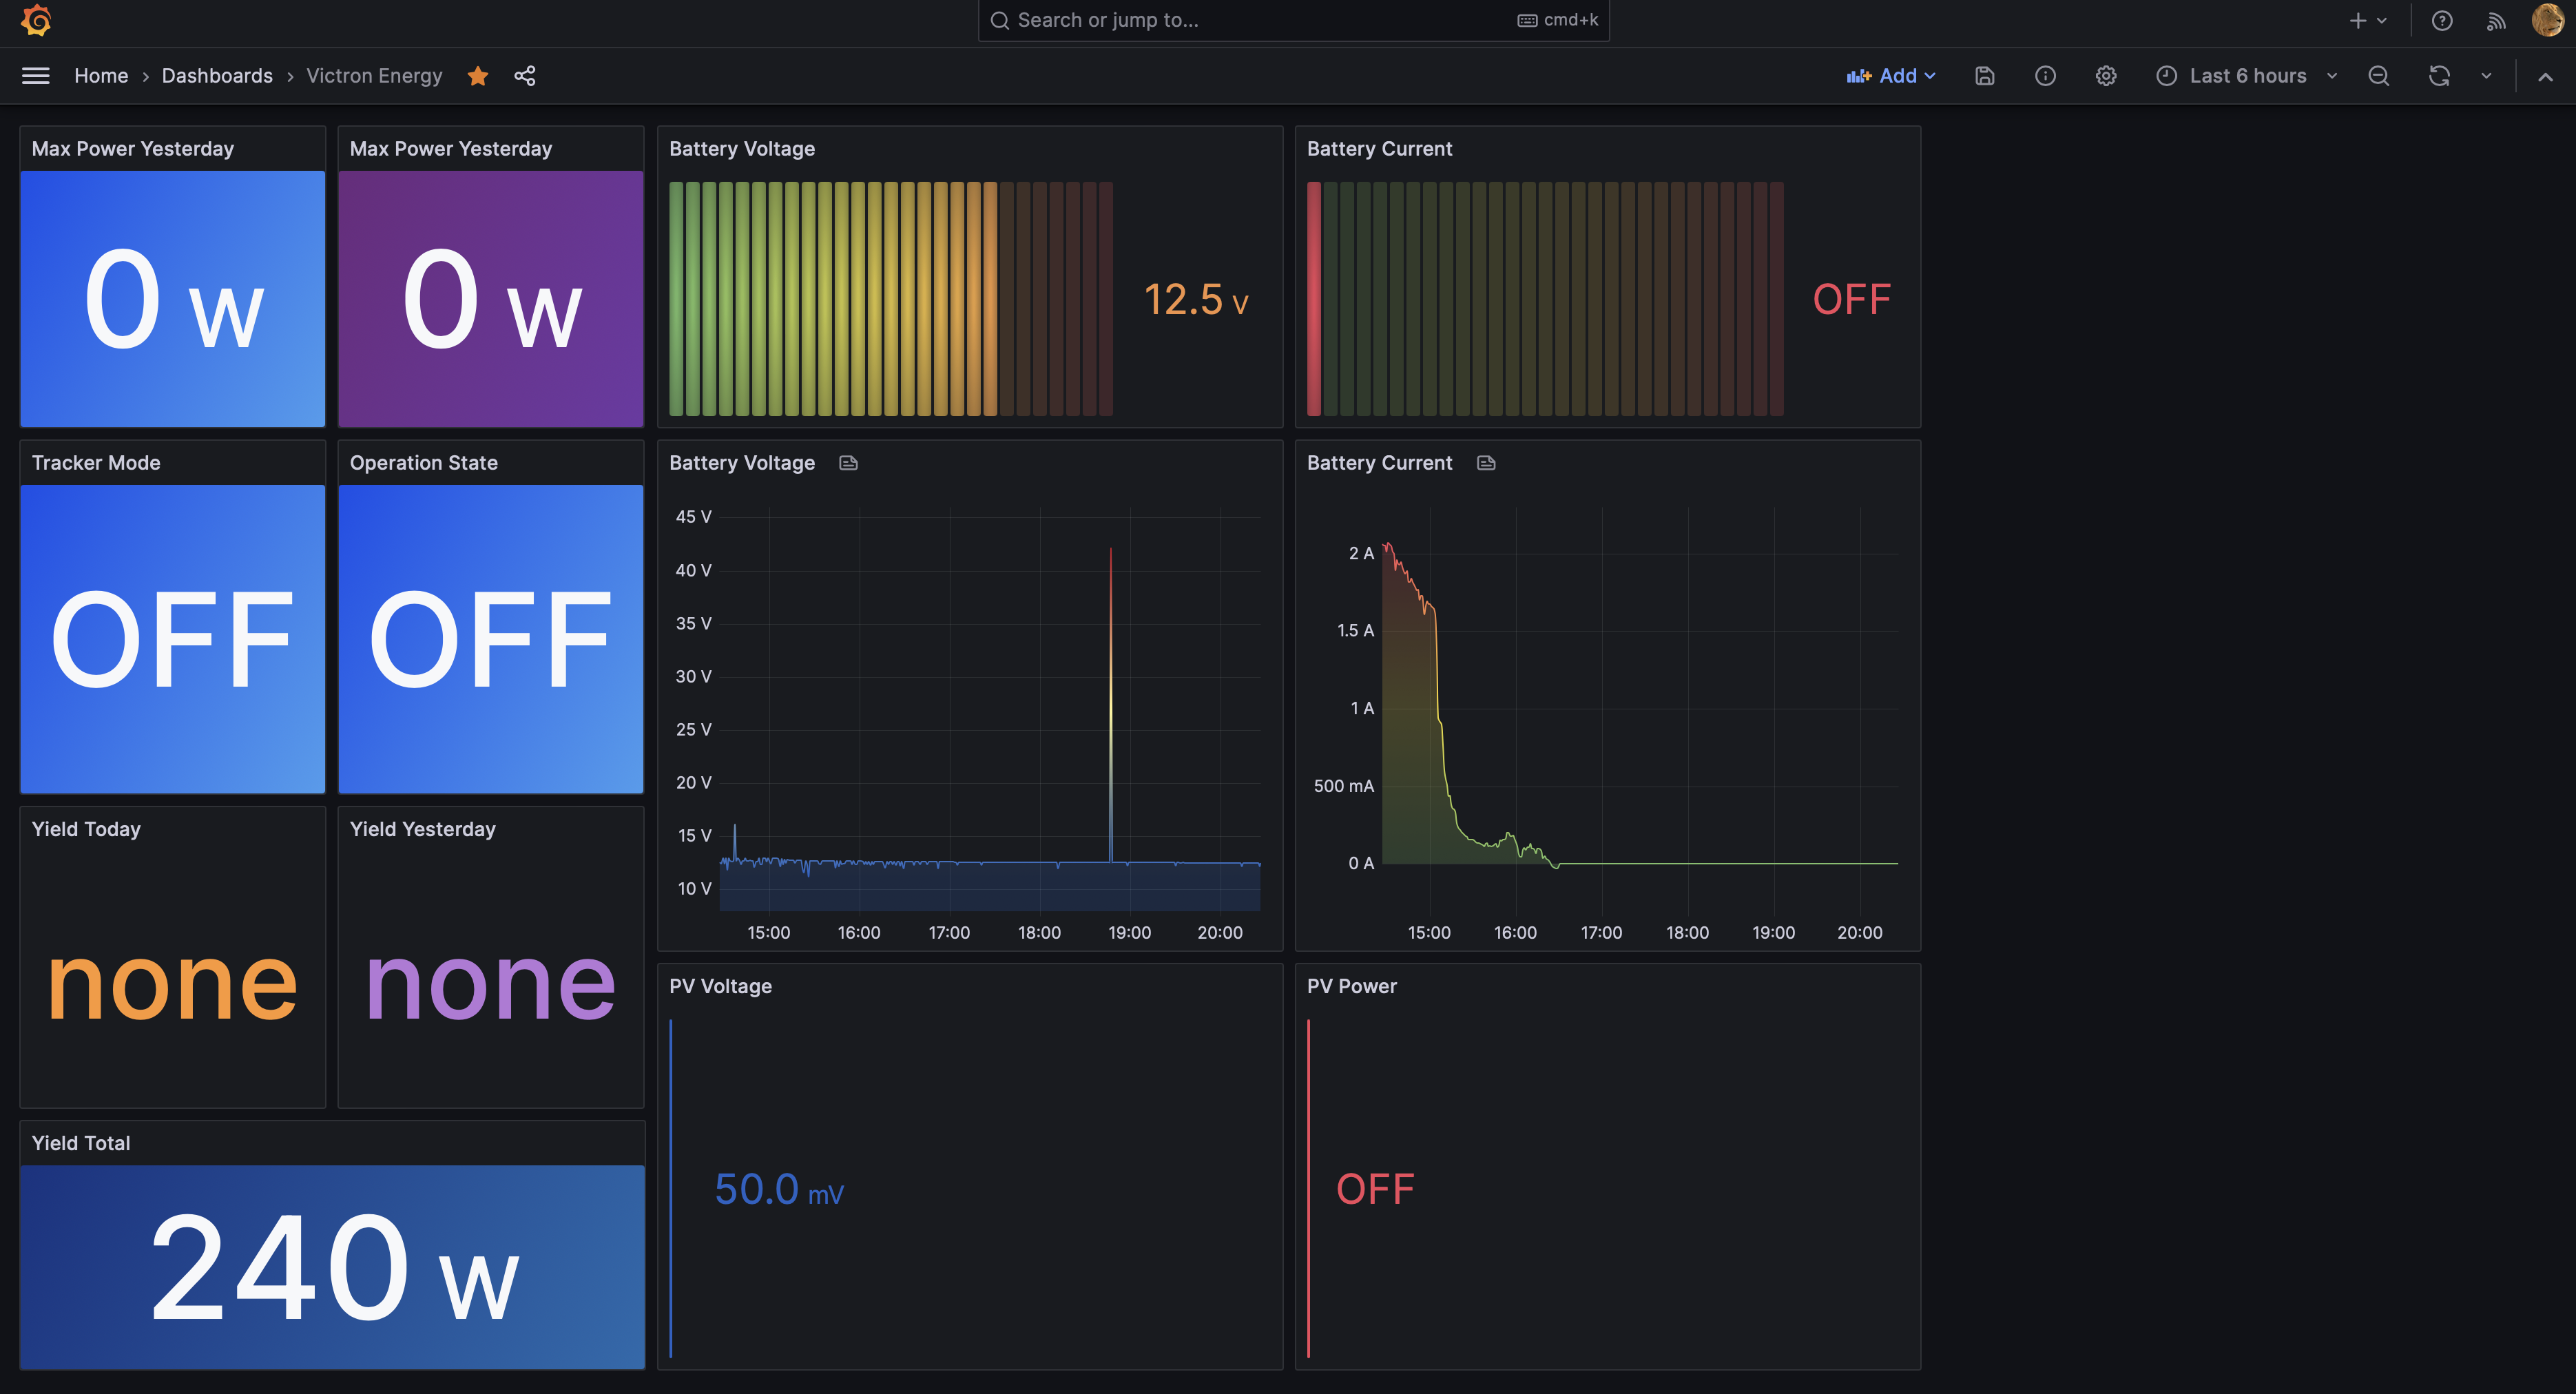 Search or jump to...
cmd+k
Home
Dashboards
Victron Energy
Add
Last 6 hours
Max Power Yesterday
0 W
Max Power Yesterday
0 W
Battery Voltage
12.5 V
Battery Current
OFF
Tracker Mode
OFF
Operation State
OFF
Battery Voltage
45 V
40 V
35 V
30 V
25 V
20 V
15 V
10 V
15:00 16:00 17:00 18:00 19:00 20:00
Battery Current
2 A
1.5 A
1 A
500 mA
0 A
15:00 16:00 17:00 18:00 19:00 20:00
Yield Today
none
Yield Yesterday
none
PV Voltage
50.0 mV
PV Power
OFF
Yield Total
240 W